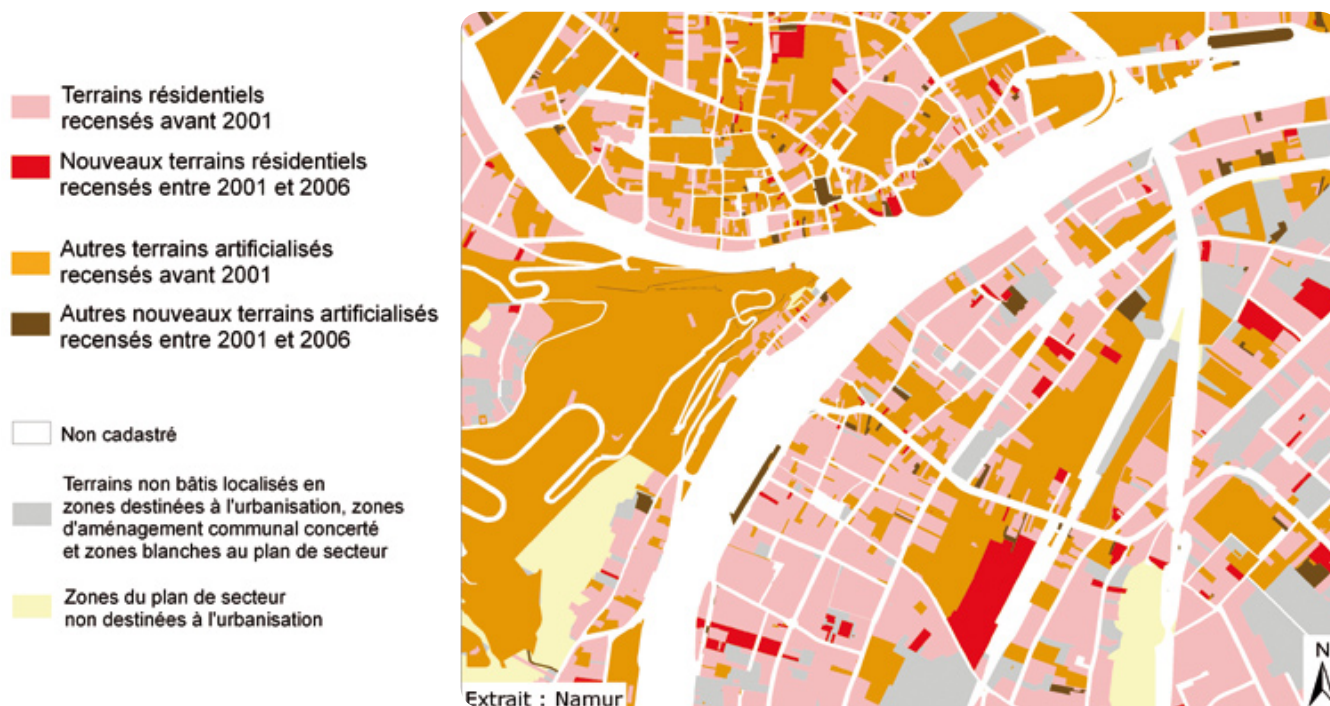 Terrains résidentiels
recensés avant 2001
Nouveaux terrains résidentiels
recensés entre 2001 et 2006
Autres terrains artificialisés
recensés avant 2001
Autres nouveaux terrains artificialisés
recensés entre 2001 et 2006
Non cadastré
Terrains non bâtis localisés en
zones destinées à l'urbanisation, zones
d'aménagement communal concerté
et zones blanches au plan de secteur
Zones du plan de secteur
non destinées à l'urbanisation
Extrait : Namur
N